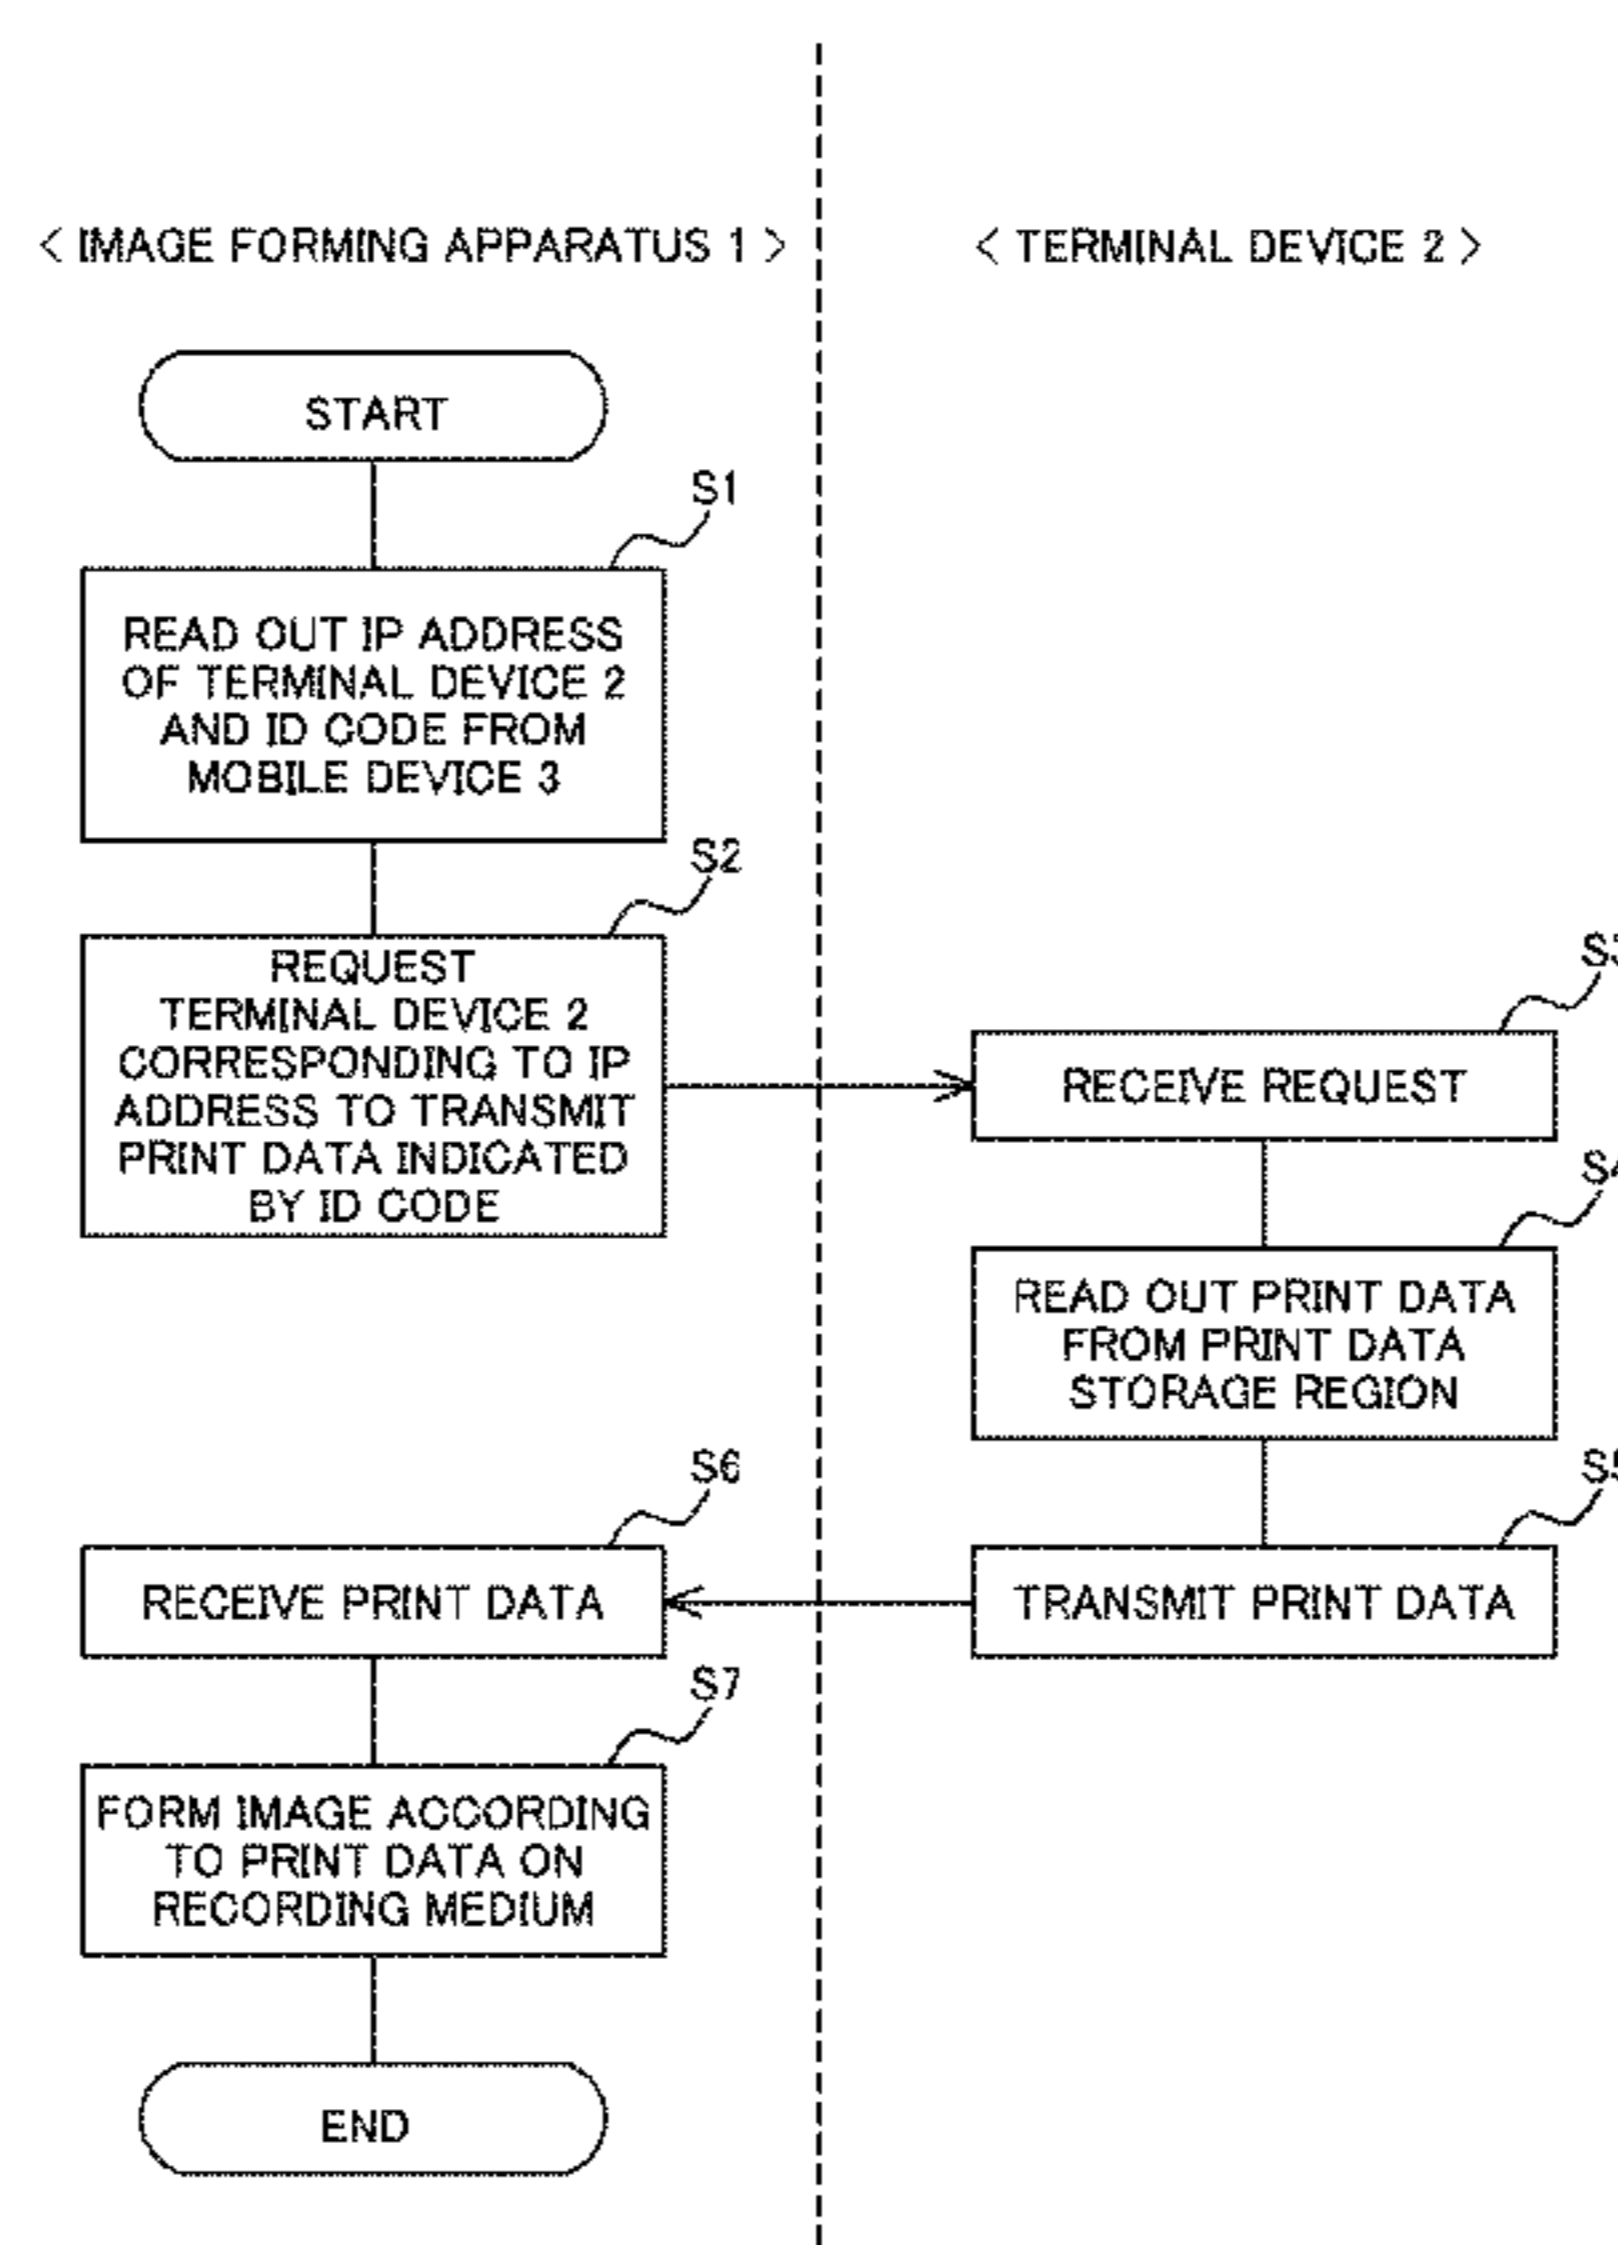 < IMAGE FORMING APPARATUS 1 >
< TERMINAL DEVICE 2 >
START
S1
READ OUT IP ADDRESS
OF TERMINAL DEVICE 2
AND ID CODE FROM
MOBILE DEVICE 3
S2
REQUEST
TERMINAL DEVICE 2
CORRESPONDING TO IP
ADDRESS TO TRANSMIT
PRINT DATA INDICATED
BY ID CODE
S3
RECEIVE REQUEST
S4
READ OUT PRINT DATA
FROM PRINT DATA
STORAGE REGION
S5
TRANSMIT PRINT DATA
S6
RECEIVE PRINT DATA
S7
FORM IMAGE ACCORDING
TO PRINT DATA ON
RECORDING MEDIUM
END